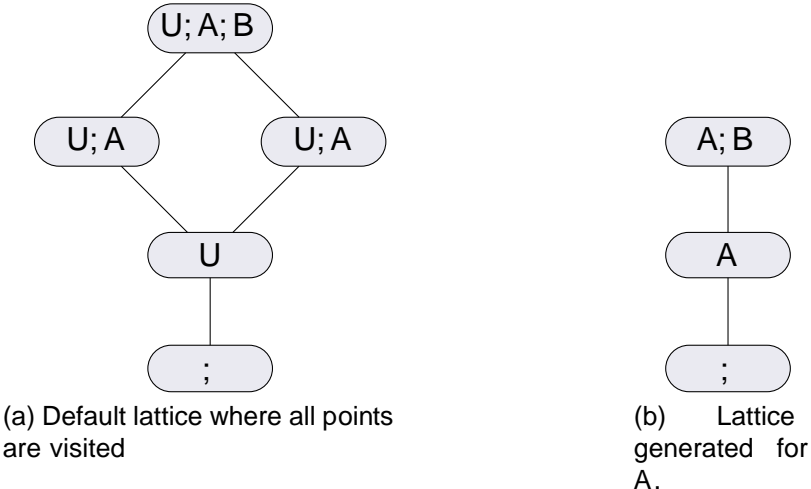 U; A; B
U; A U; A A; B
U A
; ;
(a) Default lattice where all points
are visited
(b) Lattice
generated for
A.